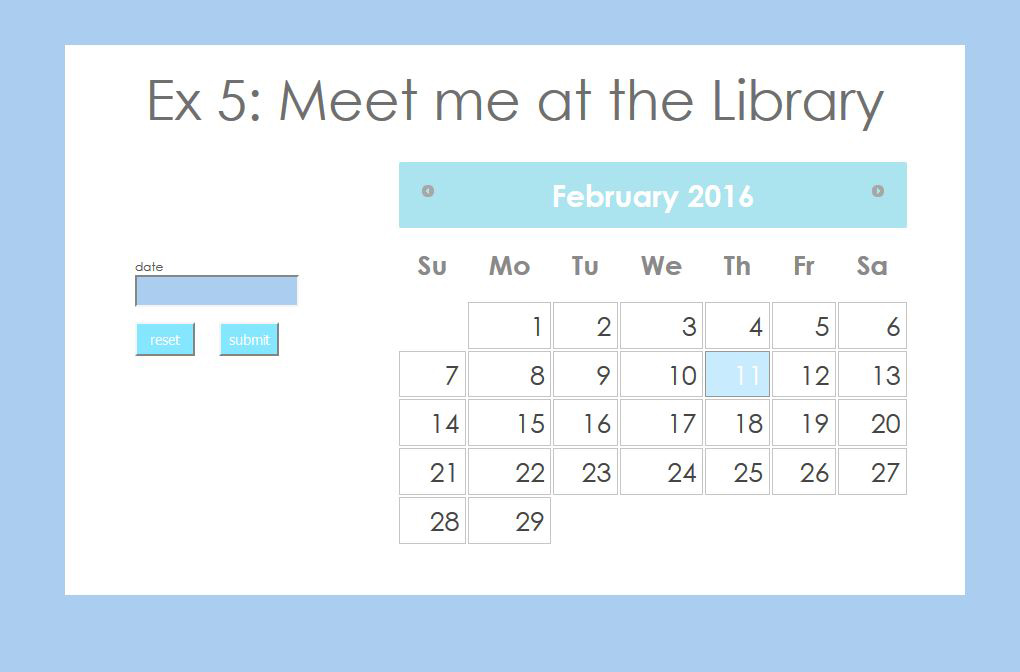 Ex 5: Meet me at the Library
February 2016
date
reset submit
Su Mo Tu We Th Fr Sa
1 2 3 4 5 6
7 8 9 10 11 12 13
14 15 16 17 18 19 20
21 22 23 24 25 26 27
28 29